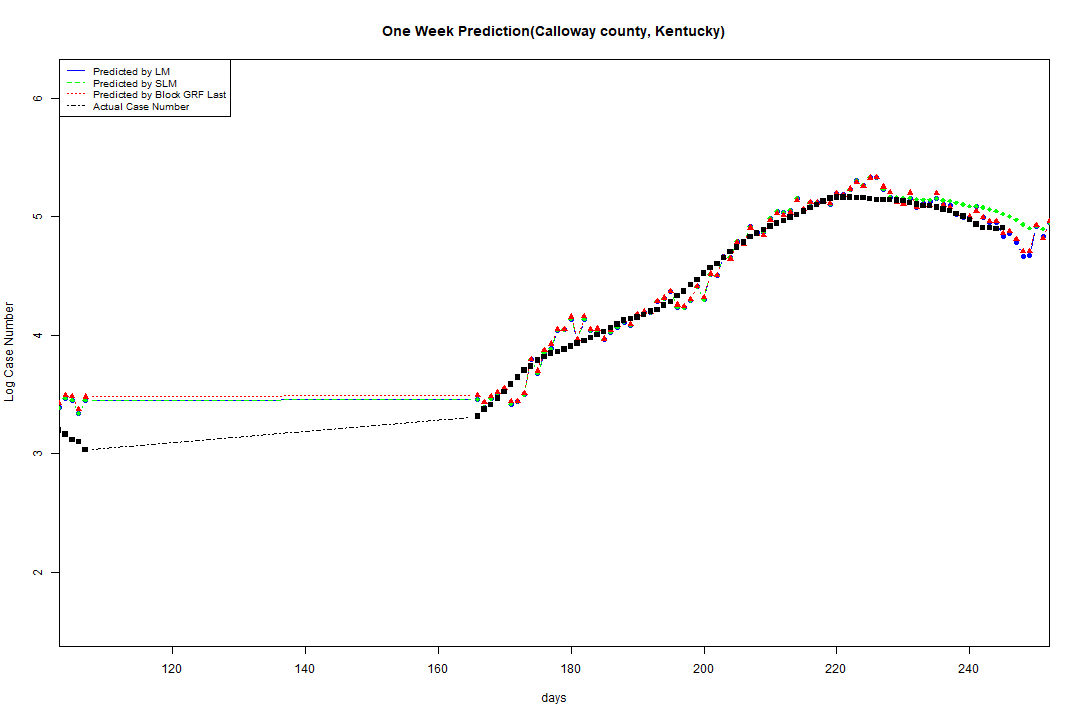 One Week Prediction(Calloway county, Kentucky)
Predicted by LM
Predicted by SLM
Predicted by Block GRF Last
Actual Case Number
6
5
4
3
2
Log Case Number
120 140 160 180 200 220 240
days